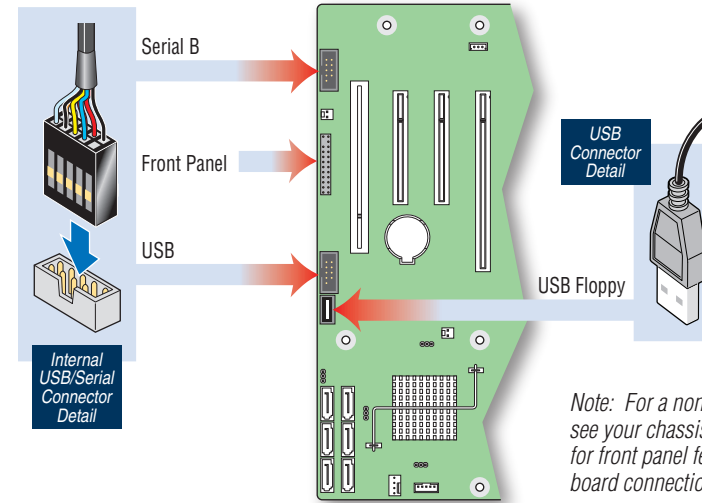 Serial B
Front Panel
USB
Internal
USB/Serial
Connector
Detail
USB
Connector
Detail
USB Floppy
Note: For a non
see your chassis
for front panel fe
board connectio